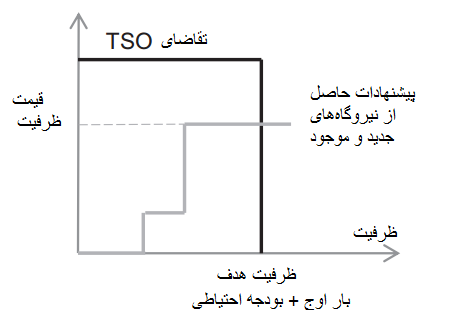 تقاضای TSO
قیمت
ظرفیت
پیشنهادات حاصل
از نیروگاه‌های
جدید و موجود
ظرفیت
ظرفیت هدف
بار اوج + بودجه احتیاطی